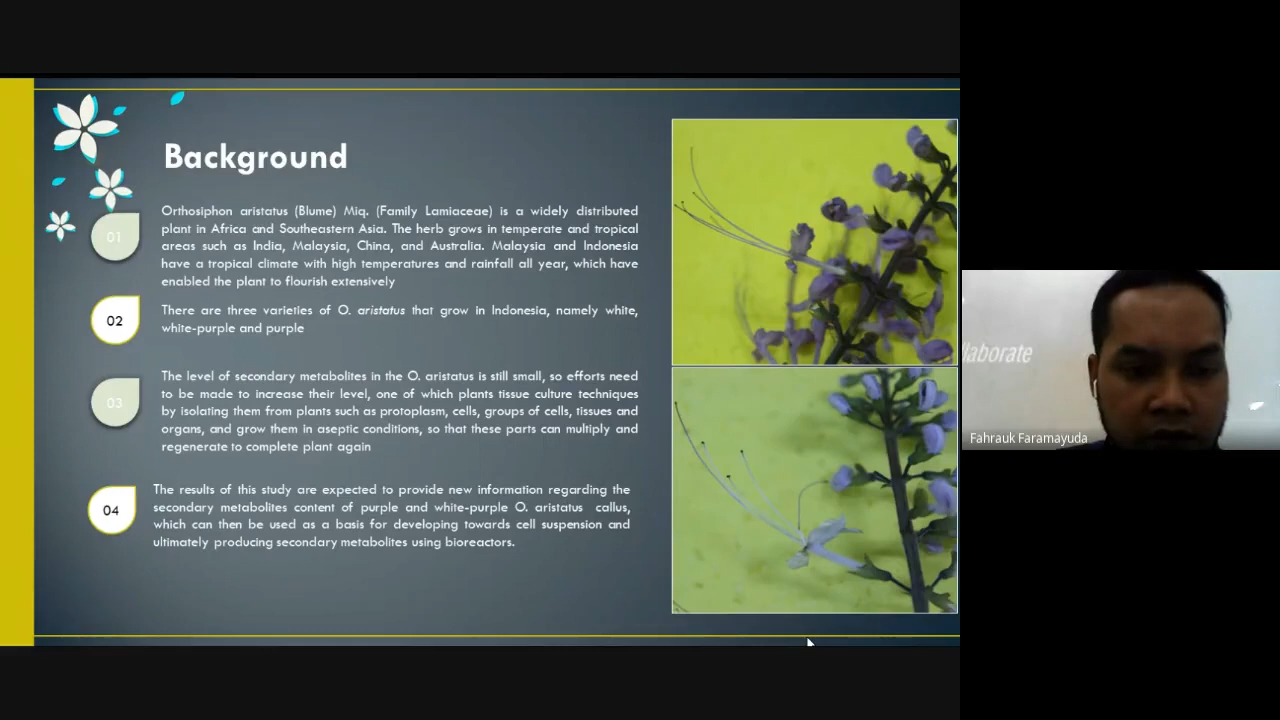 Background
01
Orthosiphon aristatus (Blume) Miq. (Family Lamiaceae) is a widely distributed
plant in Africa and Southeastern Asia. The herb grows in temperate and tropical
areas such as India, Malaysia, China, and Australia. Malaysia and Indonesia
have a tropical climate with high temperatures and rainfall all year, which have
enabled the plant to flourish extensively
02
There are three varieties of O. aristatus that grow in Indonesia, namely white,
white-purple and purple
03
The level of secondary metabolites in the O. aristatus is still small, so efforts need
to be made to increase their level, one of which plants tissue culture techniques
by isolating them from plants such as protoplasm, cells, groups of cells, tissues and
organs, and grow them in aseptic conditions, so that these parts can multiply and
regenerate to complete plant again
04
The results of this study are expected to provide new information regarding the
secondary metabolites content of purple and white-purple O. aristatus callus,
which can then be used as a basis for developing towards cell suspension and
ultimately producing secondary metabolites using bioreactors.
laborate
Fahrauk Faramayuda